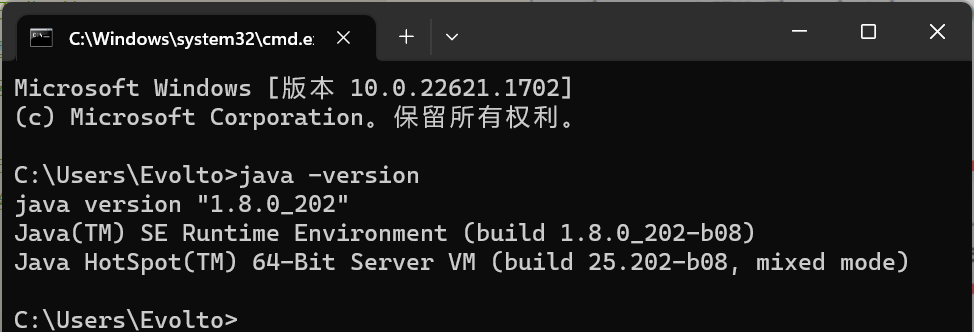 C:\Windows\system32\cmd.e
Microsoft Windows [版本 10.0.22621.1702]
(c) Microsoft Corporation。保留所有权利。
C:\Users\Evolto>java -version
java version "1.8.0_202"
Java(TM) SE Runtime Environment (build 1.8.0_202-b08)
Java HotSpot(TM) 64-Bit Server VM (build 25.202-b08, mixed mode)
C:\Users\Evolto>